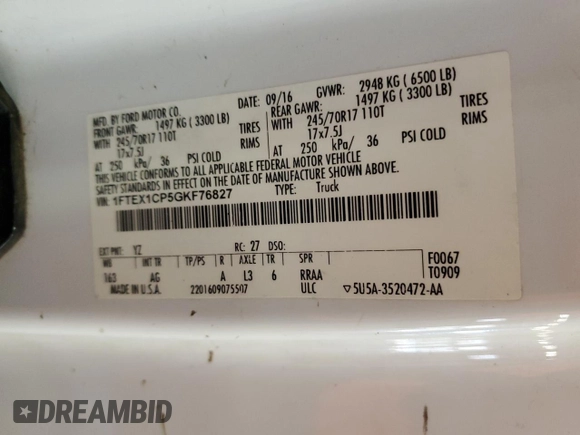 MFD. BY FORD MOTOR CO.
DATE: 09/16 GVWR: 2948 KG ( 6500 LB)
FRONT GAWR: 1497 KG ( 3300 LB) REAR GAWR: 1497 KG ( 3300 LB)
WITH 245/70R17 110T TIRES WITH 245/70R17 110T TIRES
17x7.5J RIMS 17x7.5J RIMS
AT 250 kPa/ 36 PSI COLD AT 250 kPa/ 36 PSI COLD
THIS VEHICLE CONFORMS TO ALL APPLICABLE FEDERAL MOTOR VEHICLE
SAFETY STANDARDS IN EFFECT ON THE DATE OF MANUFACTURE SHOWN ABOVE.
VIN: 1FTEX1CP5GKF76827 TYPE: Truck
EXT PNT: YZ RC: 27 DSO:
WB INT TR TP/PS R AXLE TR SPR F0067
163 AG A L3 6 RRAA T0909
MADE IN U.S.A. 2201609075507 ULC ▽5U5A-3520472-AA
DREAMBID